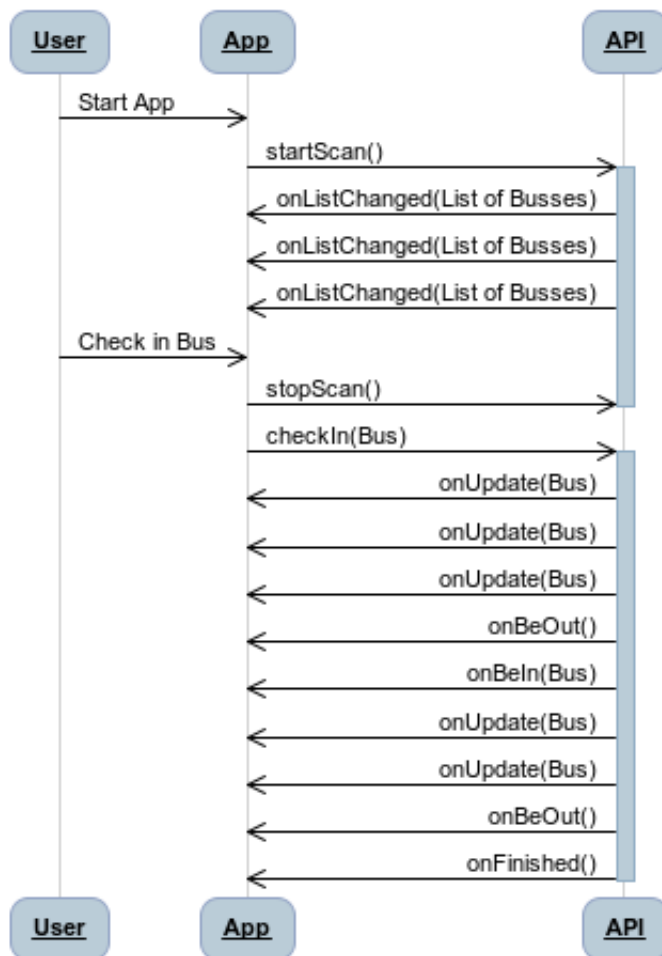 User App API
Start App
startScan()
onListChanged(List of Busses)
onListChanged(List of Busses)
onListChanged(List of Busses)
Check in Bus
stopScan()
checkIn(Bus)
onUpdate(Bus)
onUpdate(Bus)
onUpdate(Bus)
onBeOut()
onBeIn(Bus)
onUpdate(Bus)
onUpdate(Bus)
onBeOut()
onFinished()
User App API